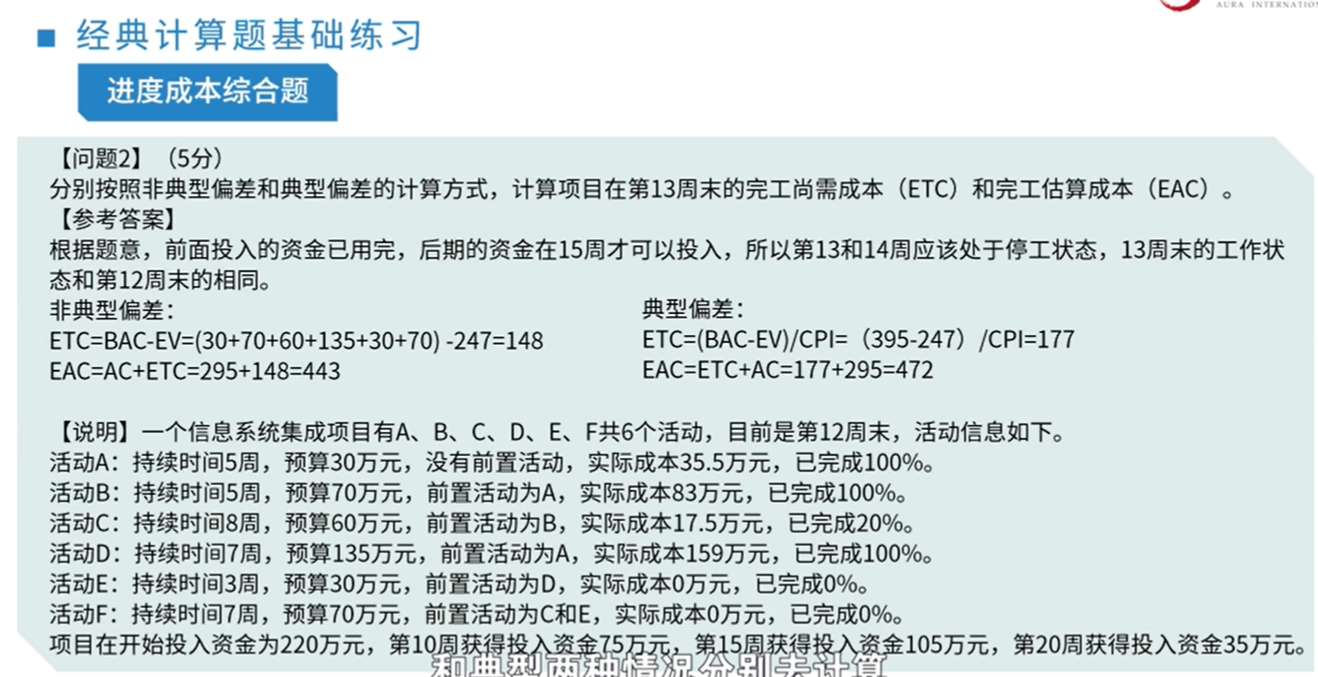 AURA INTERNATION
经典计算题基础练习
进度成本综合题
【问题2】（5分）
分别按照非典型偏差和典型偏差的计算方式，计算项目在第13周末的完工尚需成本（ETC）和完工估算成本（EAC）。
【参考答案】
根据题意，前面投入的资金已用完，后期的资金在15周才可以投入，所以第13和14周应该处于停工状态，13周末的工作状
态和第12周末的相同。
非典型偏差：
ETC=BAC-EV=(30+70+60+135+30+70) -247=148
EAC=AC+ETC=295+148=443
典型偏差：
ETC=(BAC-EV)/CPI=（395-247）/CPI=177
EAC=ETC+AC=177+295=472
【说明】一个信息系统集成项目有A、B、C、D、E、F共6个活动，目前是第12周末，活动信息如下。
活动A：持续时间5周，预算30万元，没有前置活动，实际成本35.5万元，已完成100%。
活动B：持续时间5周，预算70万元，前置活动为A，实际成本83万元，已完成100%。
活动C：持续时间8周，预算60万元，前置活动为B，实际成本17.5万元，已完成20%。
活动D：持续时间7周，预算135万元，前置活动为A，实际成本159万元，已完成100%。
活动E：持续时间3周，预算30万元，前置活动为D，实际成本0万元，已完成0%。
活动F：持续时间7周，预算70万元，前置活动为C和E，实际成本0万元，已完成0%。
项目在开始投入资金为220万元，第10周获得投入资金75万元，第15周获得投入资金105万元，第20周获得投入资金35万元。
和典型两种情况分别去计算